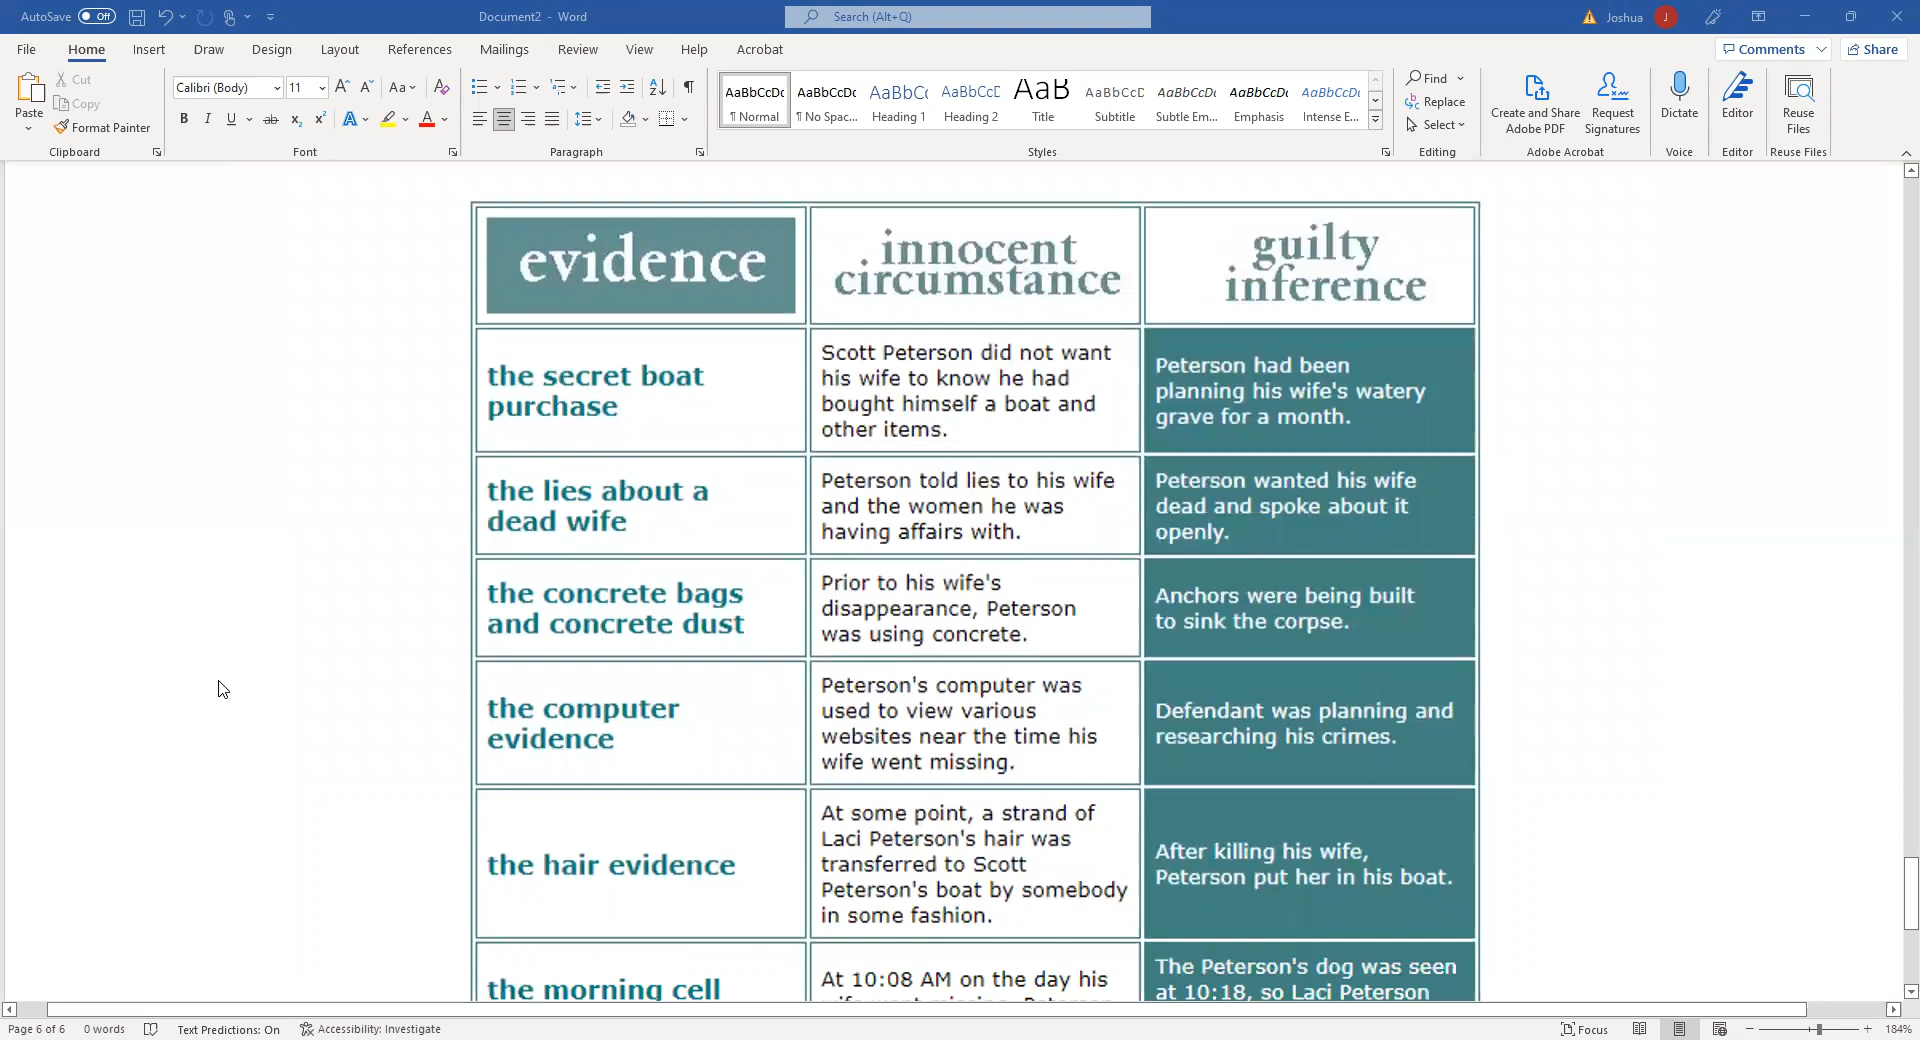 AutoSave Off
Document2 - Word
Search (Alt+Q)
Joshua J
File Home Insert Draw Design Layout References Mailings Review View Help Acrobat
Comments Share
Paste
Cut
Copy
Format Painter
Clipboard
Calibri (Body) 11
Font
Paragraph
AaBbCcDc AaBbCcDc AaBbCc AaBbCcD AaB AaBbCcD AaBbCcDc AaBbCcDc AaBbCcDc
¶ Normal ¶ No Spac... Heading 1 Heading 2 Title Subtitle Subtle Em... Emphasis Intense E...
Styles
Find
Replace
Select
Editing
Create and Share
Adobe PDF
Request
Signatures
Adobe Acrobat
Dictate
Voice
Editor
Editor
Reuse
Files
Reuse Files
evidence
innocent
circumstance
guilty
inference
the secret boat
purchase
Scott Peterson did not want
his wife to know he had
bought himself a boat and
other items.
Peterson had been
planning his wife's watery
grave for a month.
the lies about a
dead wife
Peterson told lies to his wife
and the women he was
having affairs with.
Peterson wanted his wife
dead and spoke about it
openly.
the concrete bags
and concrete dust
Prior to his wife's
disappearance, Peterson
was using concrete.
Anchors were being built
to sink the corpse.
the computer
evidence
Peterson's computer was
used to view various
websites near the time his
wife went missing.
Defendant was planning and
researching his crimes.
the hair evidence
At some point, a strand of
Laci Peterson's hair was
transferred to Scott
Peterson's boat by somebody
in some fashion.
After killing his wife,
Peterson put her in his boat.
the morning cell
At 10:08 AM on the day his
The Peterson's dog was seen
at 10:18, so Laci Peterson
Page 6 of 6 0 words Text Predictions: On Accessibility: Investigate
Focus 184%